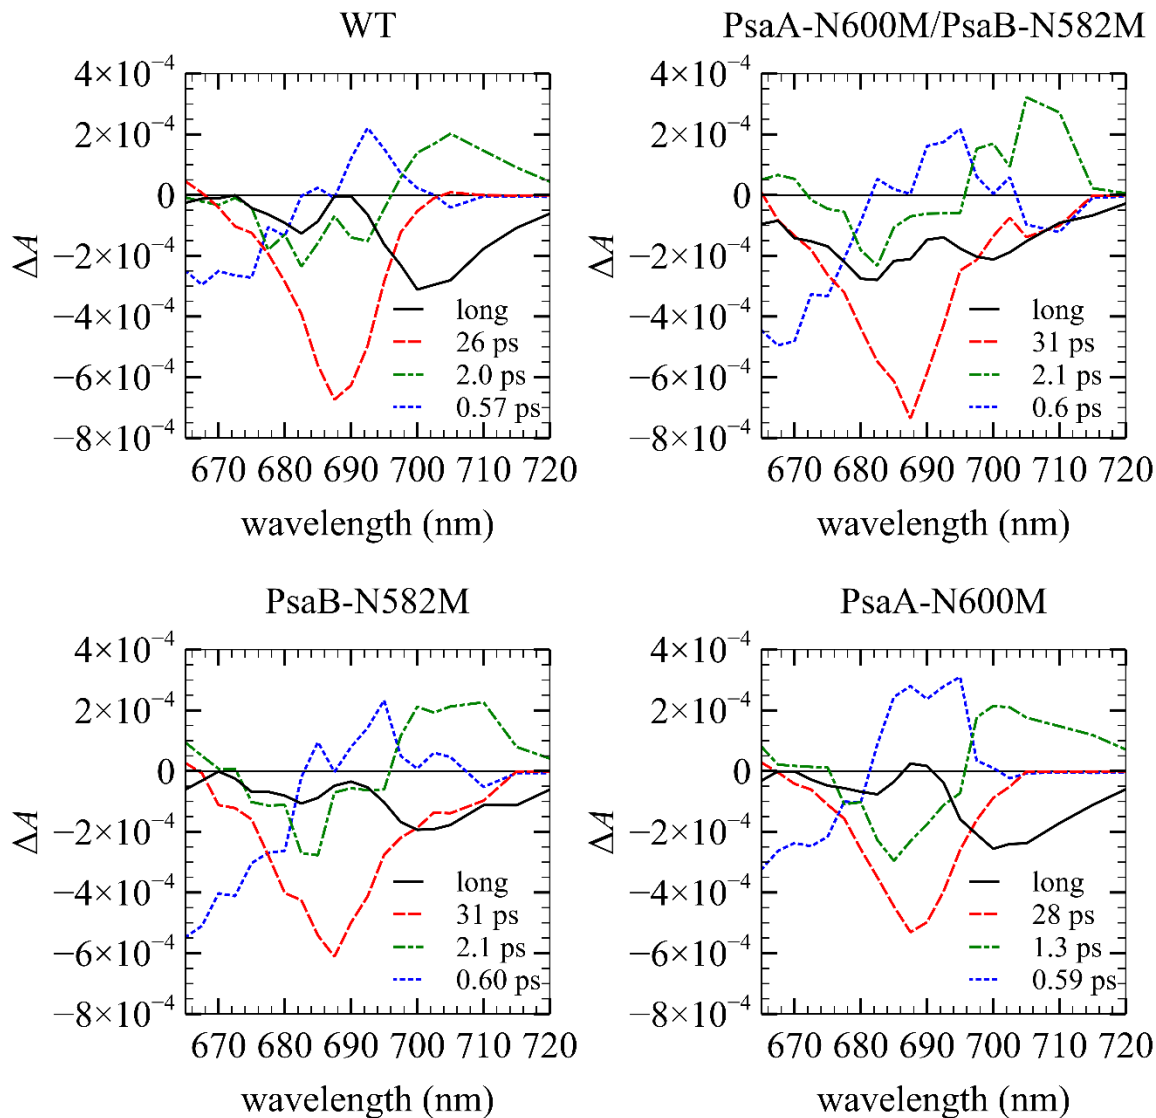 WT
4×10⁻⁴
2×10⁻⁴
0
−2×10⁻⁴
−4×10⁻⁴
−6×10⁻⁴
−8×10⁻⁴
ΔA
long
26 ps
2.0 ps
0.57 ps
670 680 690 700 710 720
wavelength (nm)
PsaA-N600M/PsaB-N582M
4×10⁻⁴
2×10⁻⁴
0
−2×10⁻⁴
−4×10⁻⁴
−6×10⁻⁴
−8×10⁻⁴
ΔA
long
31 ps
2.1 ps
0.6 ps
670 680 690 700 710 720
wavelength (nm)
PsaB-N582M
4×10⁻⁴
2×10⁻⁴
0
−2×10⁻⁴
−4×10⁻⁴
−6×10⁻⁴
−8×10⁻⁴
ΔA
long
31 ps
2.1 ps
0.60 ps
670 680 690 700 710 720
wavelength (nm)
PsaA-N600M
4×10⁻⁴
2×10⁻⁴
0
−2×10⁻⁴
−4×10⁻⁴
−6×10⁻⁴
−8×10⁻⁴
ΔA
long
28 ps
1.3 ps
0.59 ps
670 680 690 700 710 720
wavelength (nm)